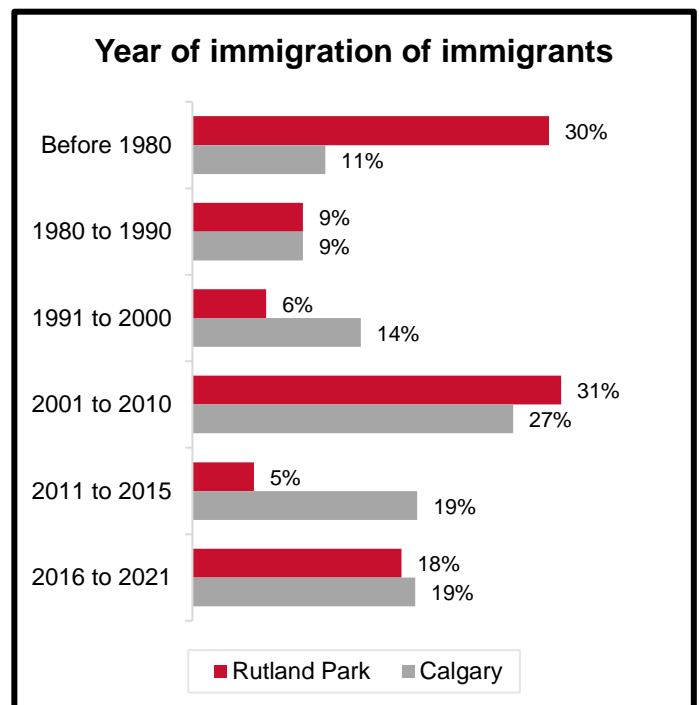 Year of immigration of immigrants
Before 1980
30%
11%
1980 to 1990
9%
9%
1991 to 2000
6%
14%
2001 to 2010
31%
27%
2011 to 2015
5%
19%
2016 to 2021
18%
19%
Rutland Park Calgary